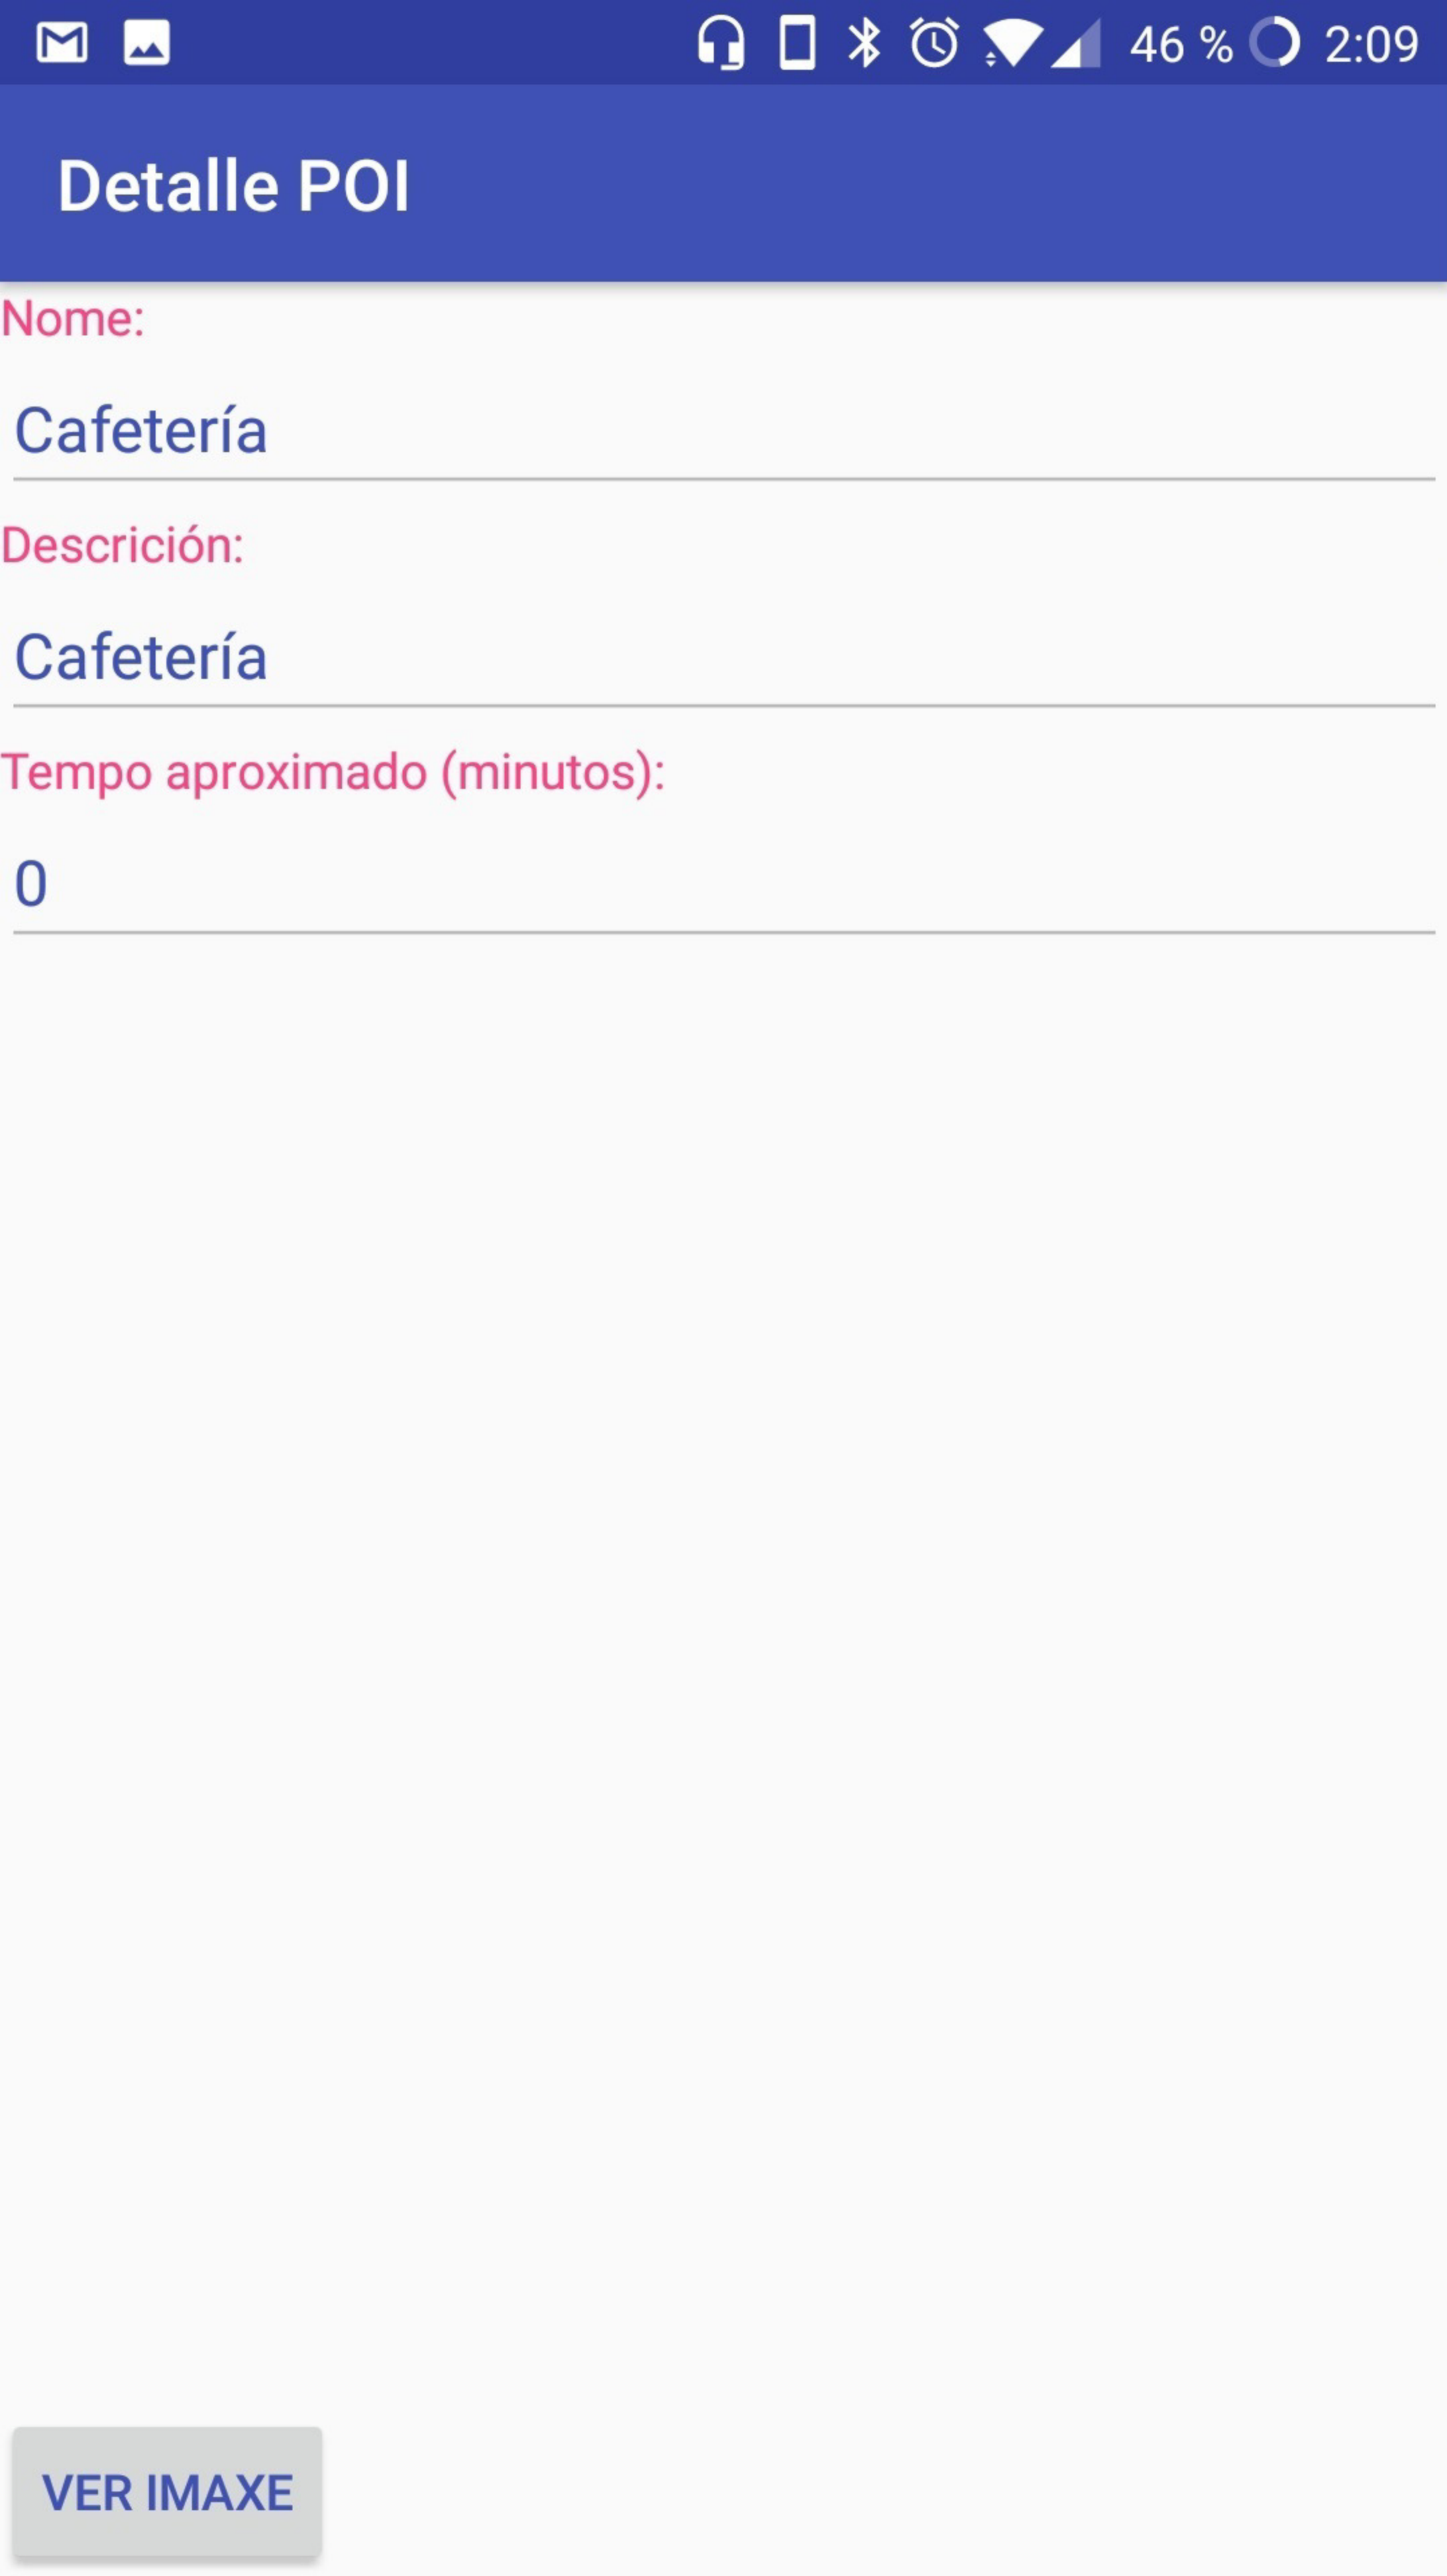 46 % 2:09
Detalle POI
Nome:
Cafetería
Descrición:
Cafetería
Tempo aproximado (minutos):
0
VER IMAXE